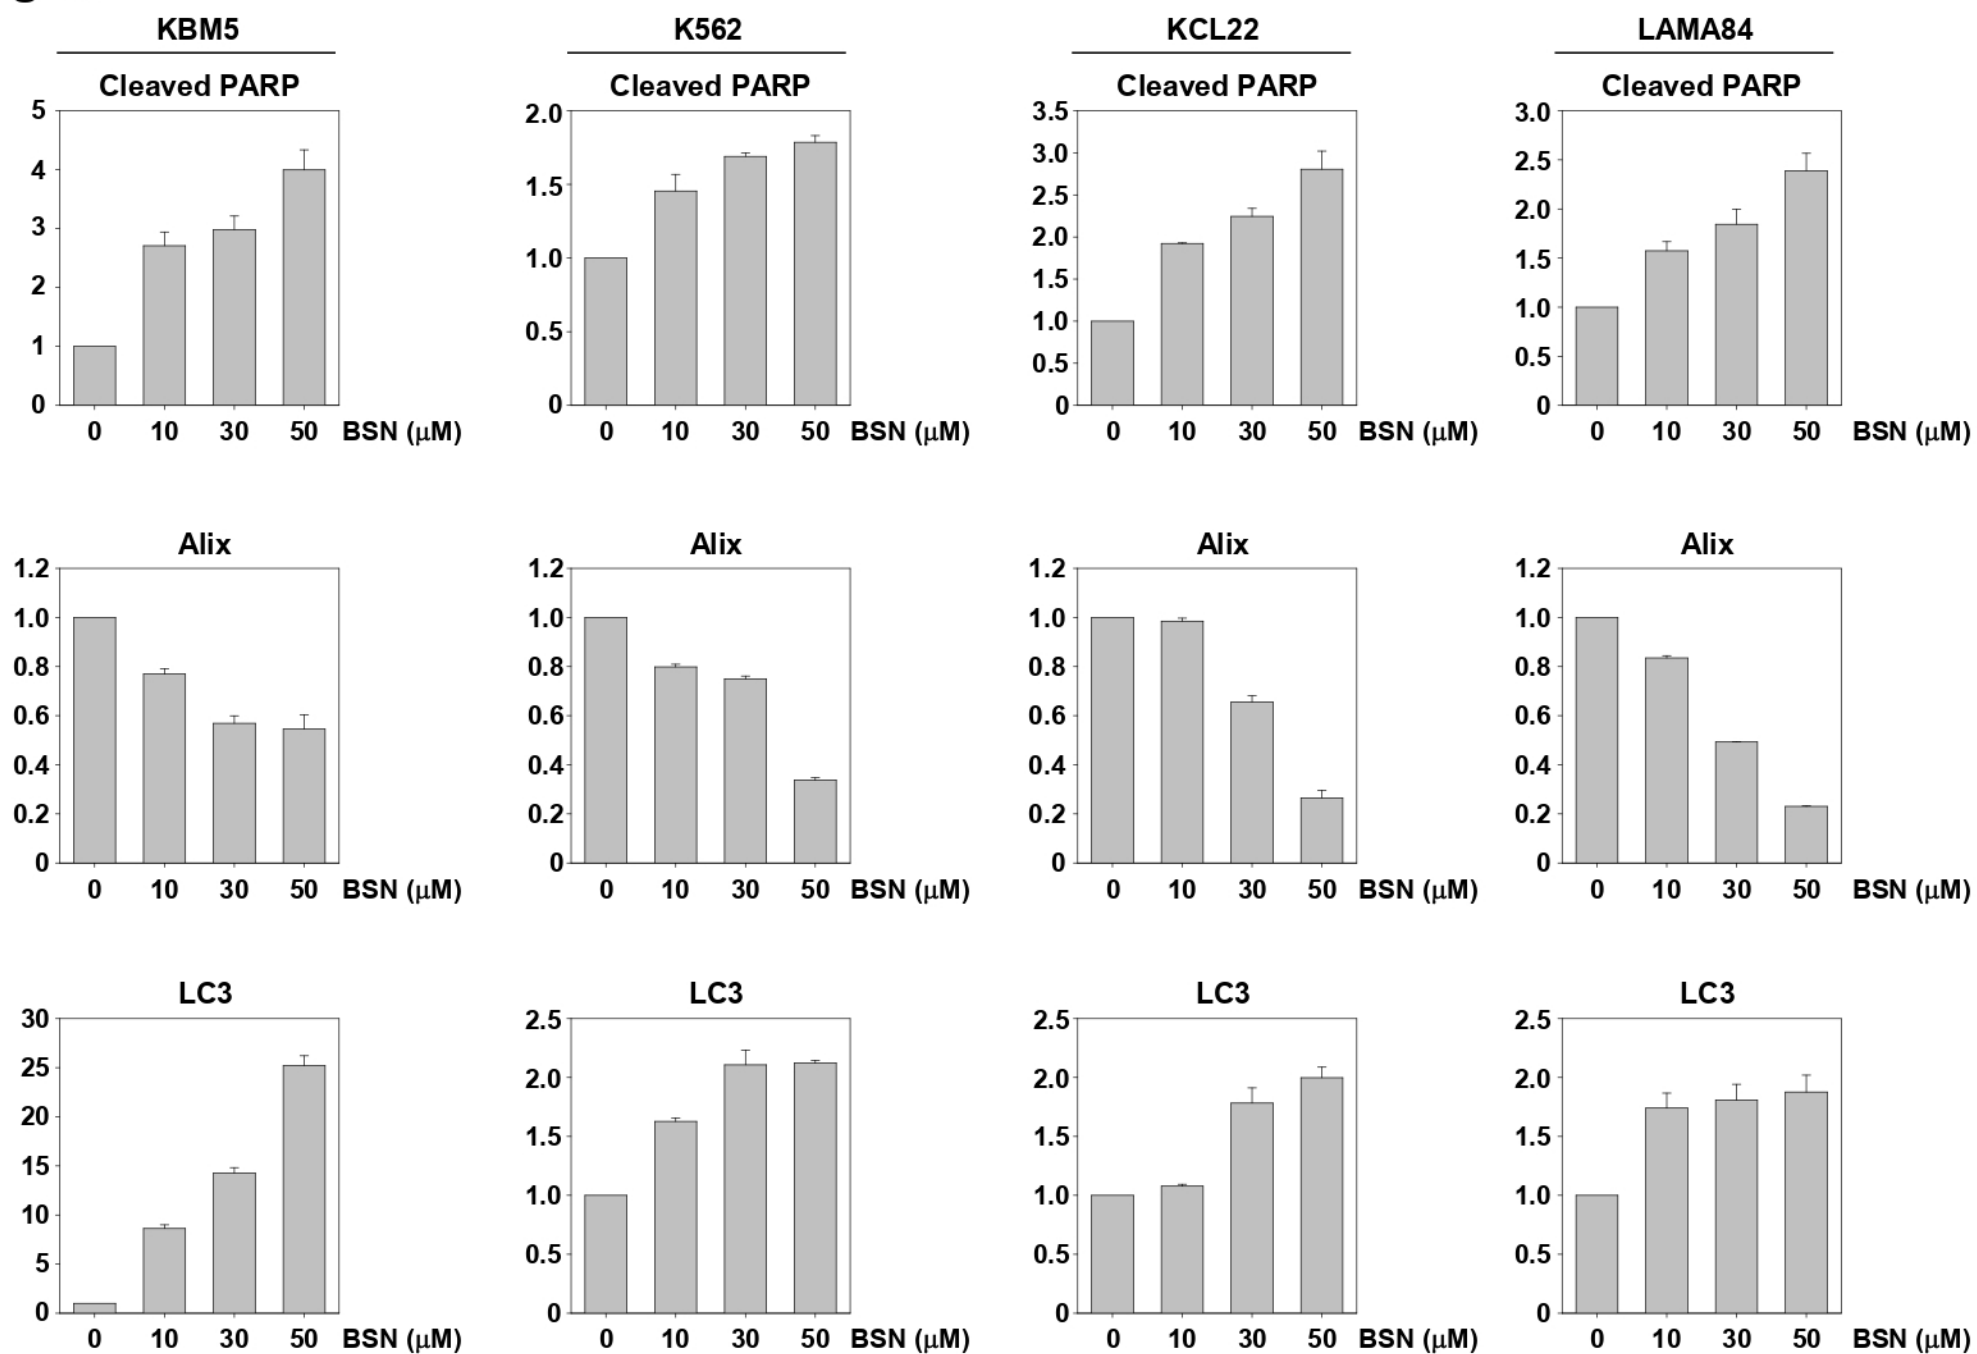 KBM5 K562 KCL22 LAMA84
Cleaved PARP Cleaved PARP Cleaved PARP Cleaved PARP
5 2.0 3.5 3.0
4 1.5 3.0 2.5
3 1.0 2.5 2.0
2 0.5 2.0 1.5
1 0 1.5 1.0
0 1.0 0.5
0.5 0
0
0 10 30 50 BSN (μM) 0 10 30 50 BSN (μM) 0 10 30 50 BSN (μM) 0 10 30 50 BSN (μM)
Alix Alix Alix Alix
1.2 1.2 1.2 1.2
1.0 1.0 1.0 1.0
0.8 0.8 0.8 0.8
0.6 0.6 0.6 0.6
0.4 0.4 0.4 0.4
0.2 0.2 0.2 0.2
0 0 0 0
0 10 30 50 BSN (μM) 0 10 30 50 BSN (μM) 0 10 30 50 BSN (μM) 0 10 30 50 BSN (μM)
LC3 LC3 LC3 LC3
30 2.5 2.5 2.5
25 2.0 2.0 2.0
20 1.5 1.5 1.5
15 1.0 1.0 1.0
10 0.5 0.5 0.5
5 0 0 0
0
0 10 30 50 BSN (μM) 0 10 30 50 BSN (μM) 0 10 30 50 BSN (μM) 0 10 30 50 BSN (μM)